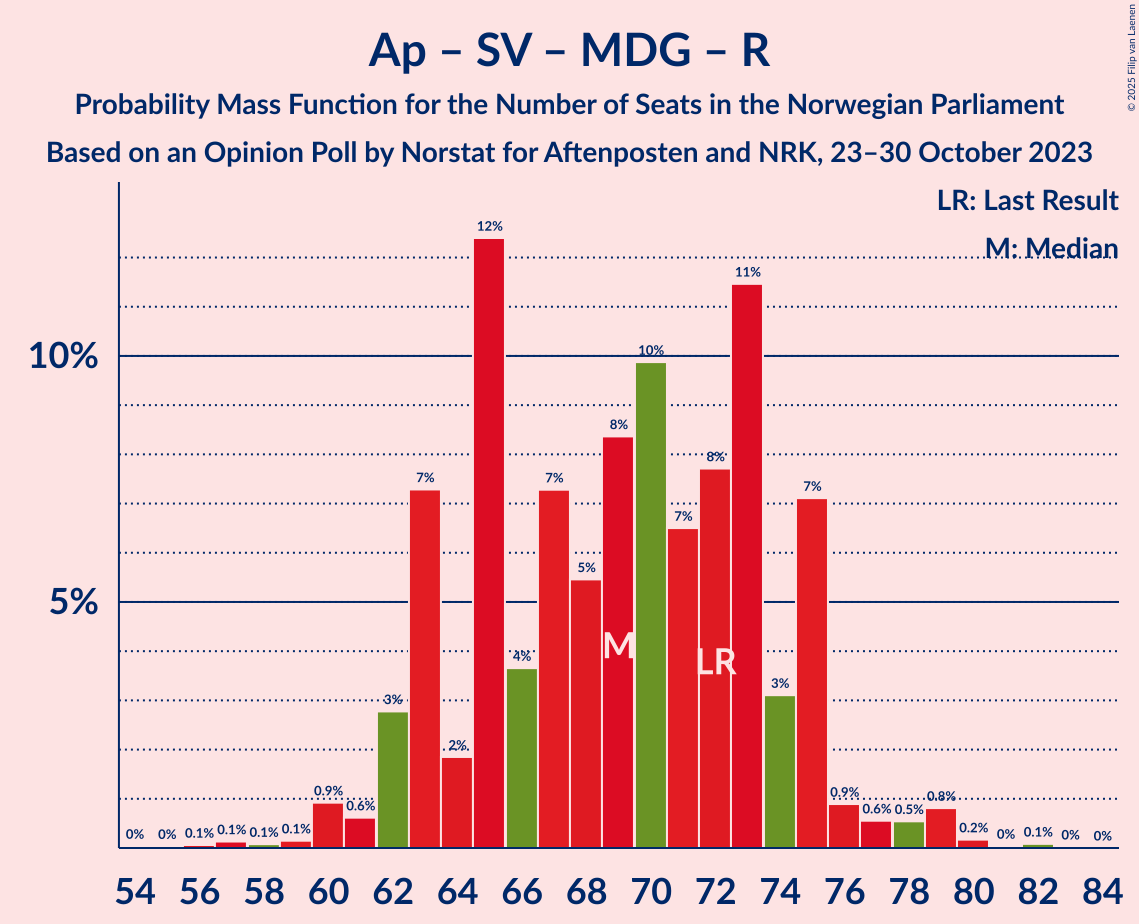 Ap – SV – MDG – R
Probability Mass Function for the Number of Seats in the Norwegian Parliament
Based on an Opinion Poll by Norstat for Aftenposten and NRK, 23–30 October 2023
© 2025 Filip van Laenen
LR: Last Result
M: Median
10%
5%
0% 0% 0.1% 0.1% 0.1% 0.1% 0.9% 0.6% 3% 7% 2% 12% 4% 7% 5% 8% 10% 7% 8% 11% 3% 7% 0.9% 0.6% 0.5% 0.8% 0.2% 0% 0.1% 0% 0%
M
LR
54 56 58 60 62 64 66 68 70 72 74 76 78 80 82 84